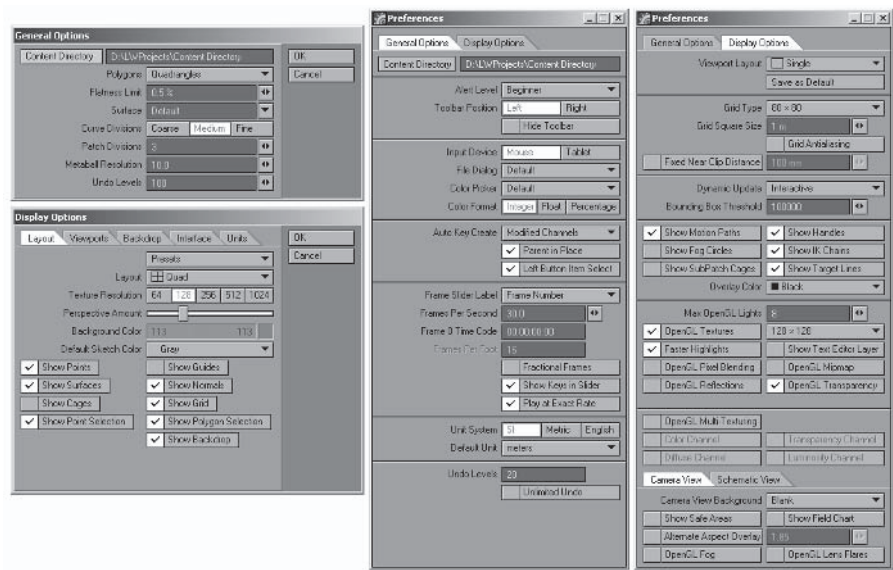 General Options
Content Directory D:\LWProjects\Content Directory OK
Cancel
Polygons Quadrangles
Flatness Limit 0.5 %
Surface Default
Curve Divisions Coarse Medium Fine
Patch Divisions 3
Metaball Resolution 10.0
Undo Levels 100
Display Options
Layout Viewports Backdrop Interface Units OK
Cancel
Presets
Layout Quad
Texture Resolution 64 128 256 512 1024
Perspective Amount
Background Color 113 113
Default Sketch Color Gray
Show Points Show Guides
Show Surfaces Show Normals
Show Cages Show Grid
Show Point Selection Show Polygon Selection
Show Backdrop
Preferences
General Options Display Options
Content Directory D:\LWProjects\Content Directory
Alert Level Beginner
Toolbar Position Left Right
Hide Toolbar
Input Device Mouse Tablet
File Dialog Default
Color Picker Default
Color Format Integer Float Percentage
Auto Key Create Modified Channels
Parent in Place
Left Button Item Select
Frame Slider Label Frame Number
Frames Per Second 30.0
Frame 0 Time Code 00:00:00:00
Frames Per Foot 16
Fractional Frames
Show Keys in Slider
Play at Exact Rate
Unit System SI Metric English
Default Unit meters
Undo Levels 20
Unlimited Undo
Preferences
General Options Display Options
Viewport Layout Single
Save as Default
Grid Type 80 × 80
Grid Square Size 1 m
Grid Antialiasing
Fixed Near Clip Distance 100 mm
Dynamic Update Interactive
Bounding Box Threshold 100000
Show Motion Paths Show Handles
Show Fog Circles Show IK Chains
Show SubPatch Cages Show Target Lines
Overlay Color Black
Max OpenGL Lights 8
OpenGL Textures 128 × 128
Faster Highlights Show Text Editor Layer
OpenGL Pixel Blending OpenGL Mipmap
OpenGL Reflections OpenGL Transparency
OpenGL Multi-Texturing
Color Channel Transparency Channel
Diffuse Channel Luminosity Channel
Camera View Schematic View
Camera View Background Blank
Show Safe Areas Show Field Chart
Alternate Aspect Overlay 1.85
OpenGL Fog OpenGL Lens Flares